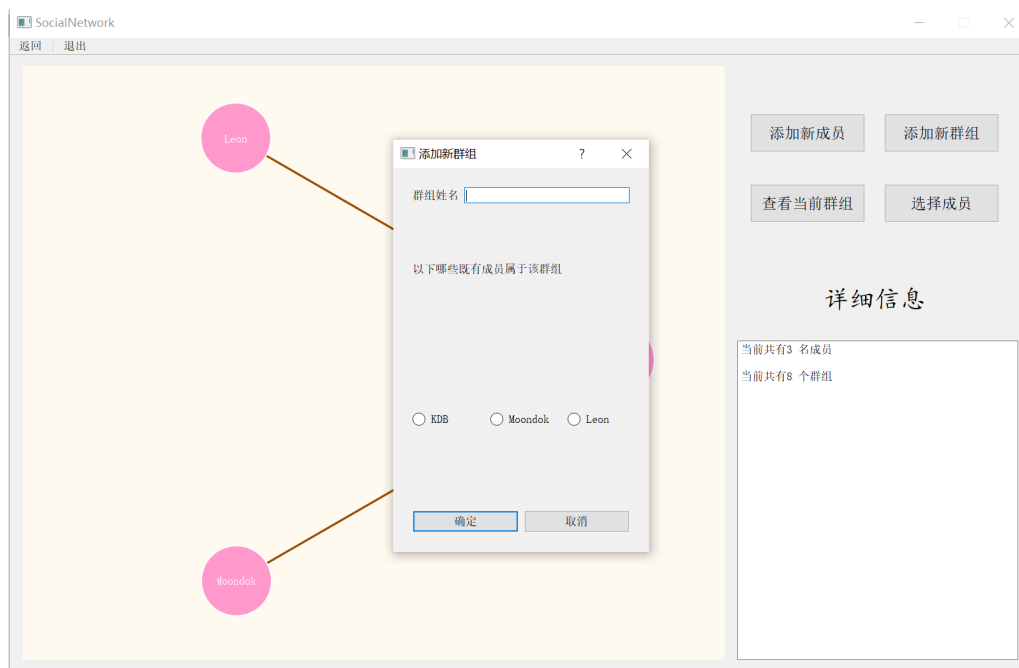 SocialNetwork
返回 退出
Leon
添加新群组 ?
群组姓名
以下哪些既有成员属于该群组
KDB Moondok Leon
确定 取消
Moondok
添加新成员 添加新群组
查看当前群组 选择成员
详细信息
当前共有3 名成员
当前共有8 个群组